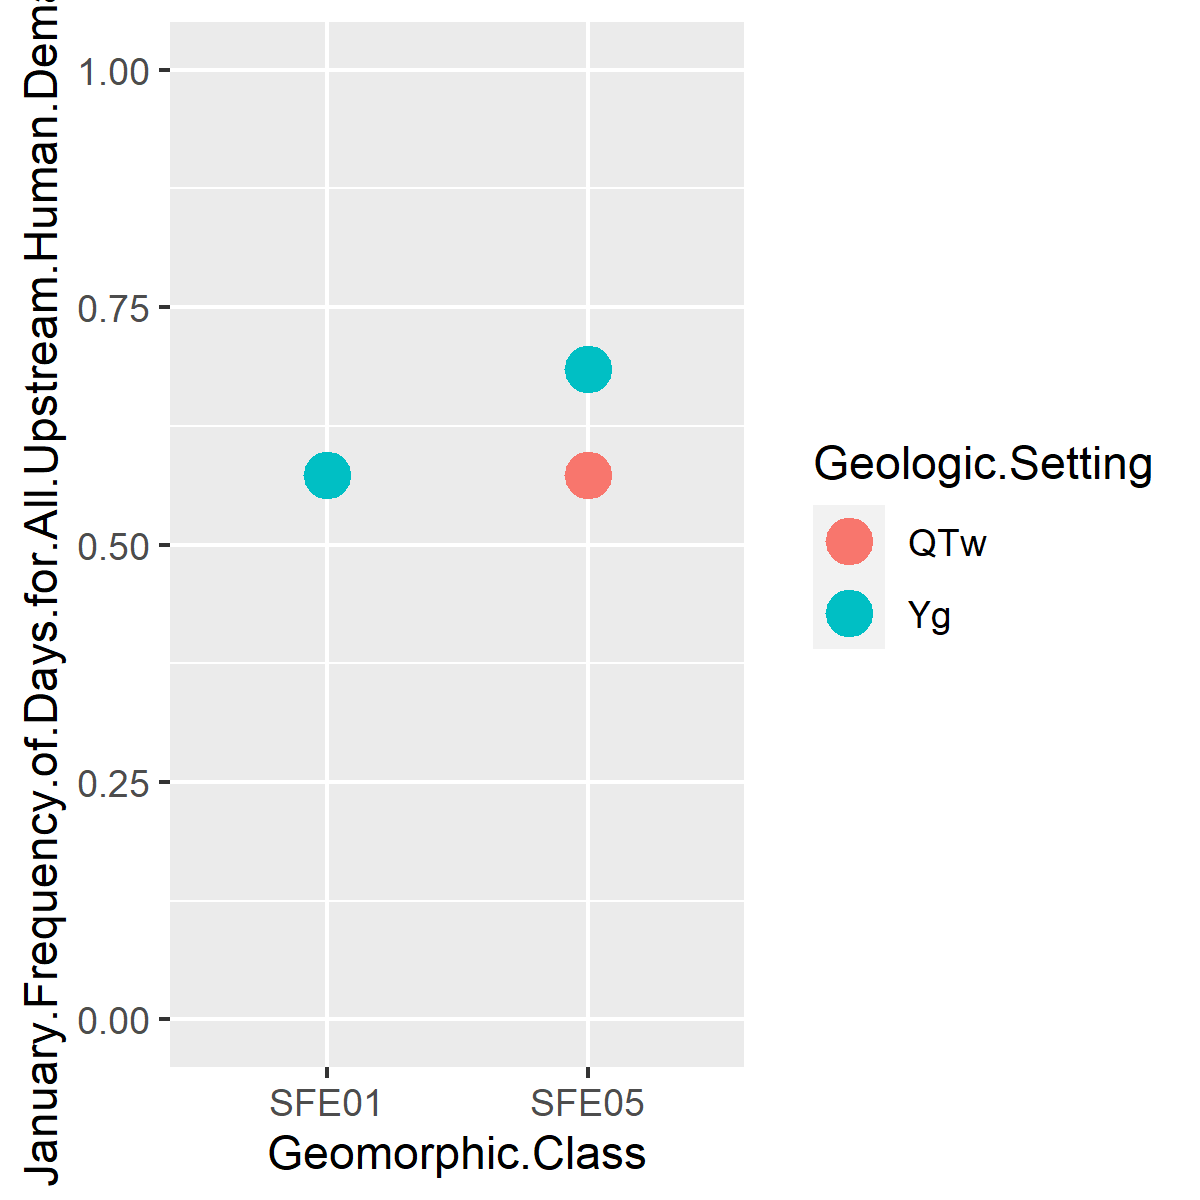 January.Frequency.of.Days.for.All.Upstream.Human.Dem
1.00
0.75
0.50
0.25
0.00
SFE01 SFE05
Geomorphic.Class
Geologic.Setting
QTw
Yg